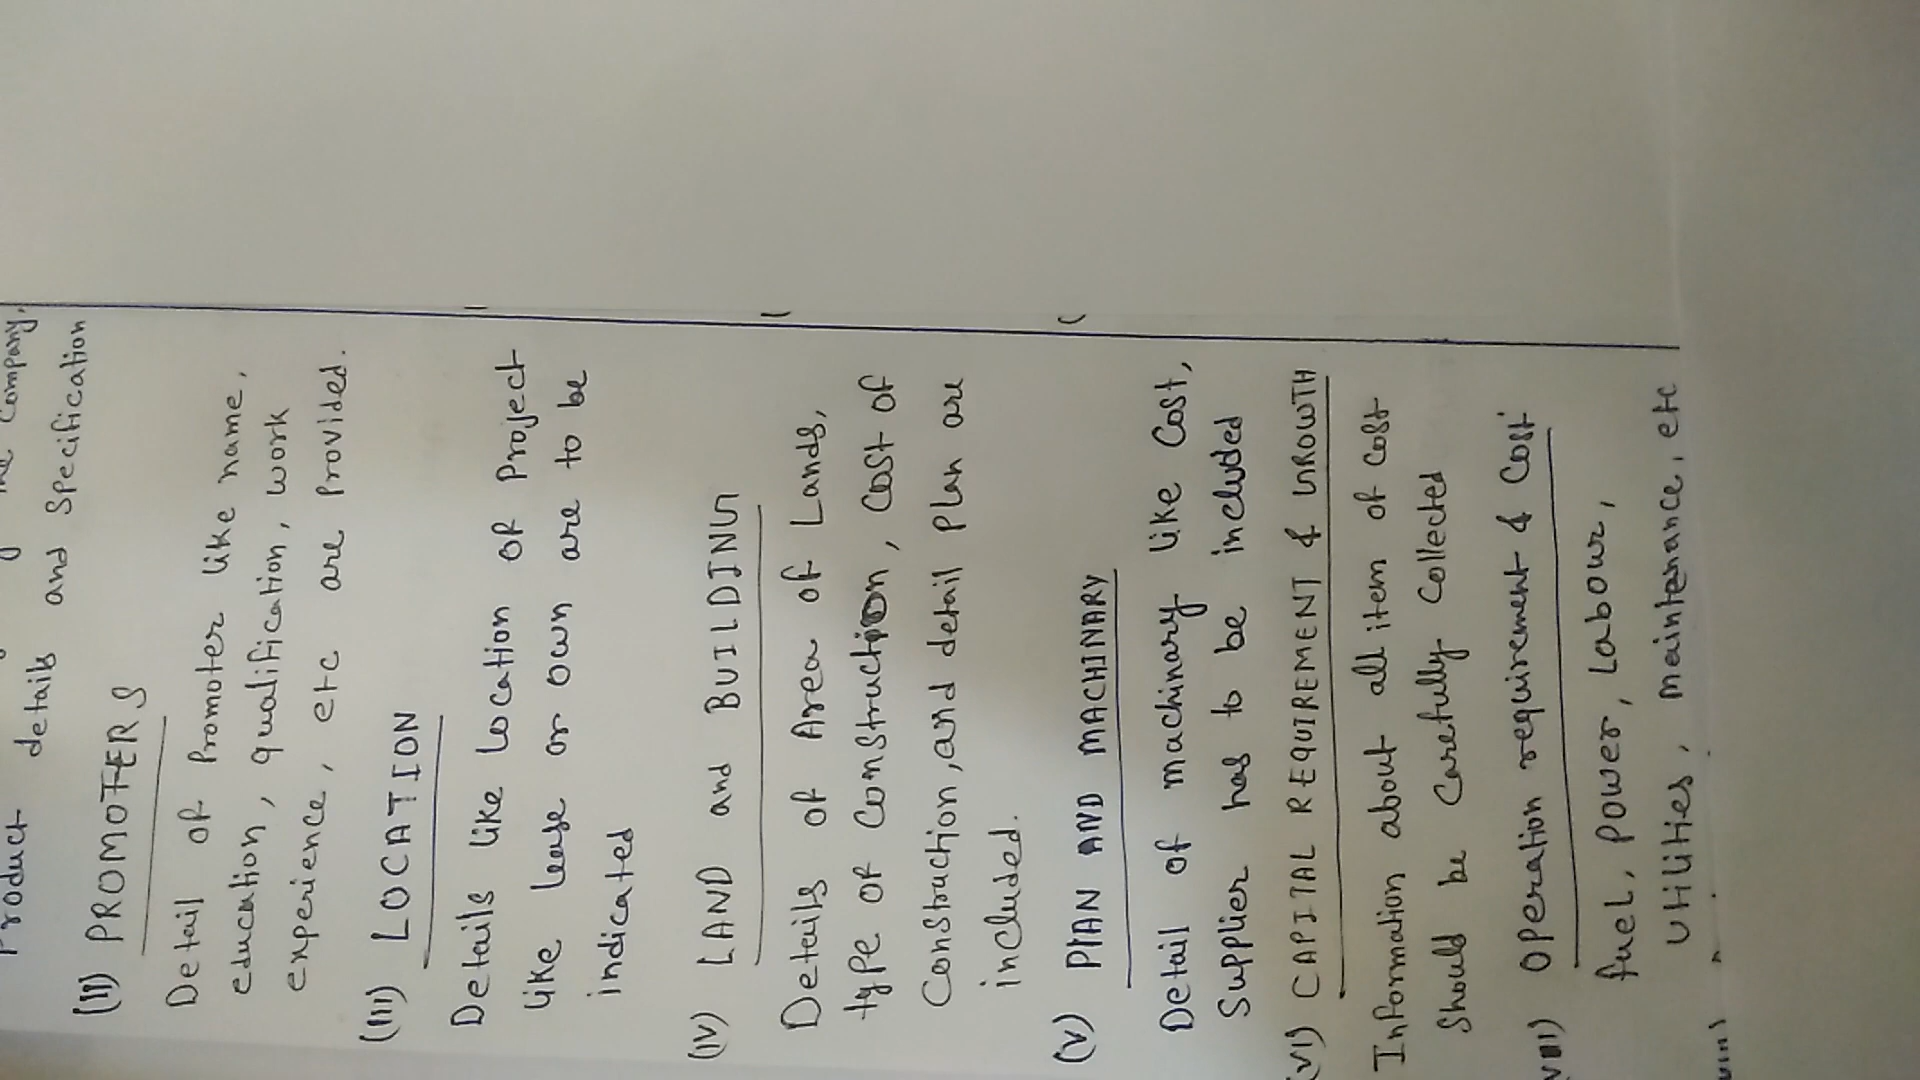 Product details and Specification
(II) PROMOTERS
Detail of Promoter like name,
education, qualification, work
experience, etc are Provided.
(III) LOCATION
Details like Location of Project
like lease or own are to be
indicated
(IV) LAND and BUILDING
Details of Area of Lands,
type of Construction, Cost of
Construction, and detail plan are
included.
(V) PLAN AND MACHINARY
Detail of machinary like Cost,
Supplier has to be included
(VI) CAPITAL REQUIREMENT & GROWTH
Information about all item of Cost
Should be Carefully Collected
Operation requirement & Cost
fuel, Power, Labour,
utilities, maintenance, etc